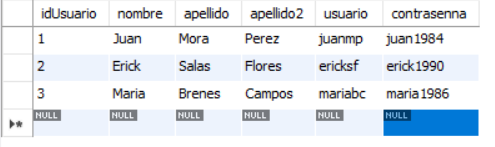 idUsuario nombre apellido apellido2 usuario contrasenna
1 Juan Mora Perez juanmp juan1984
2 Erick Salas Flores ericksf erick1990
3 Maria Brenes Campos mariabc maria1986
NULL NULL NULL NULL NULL NULL